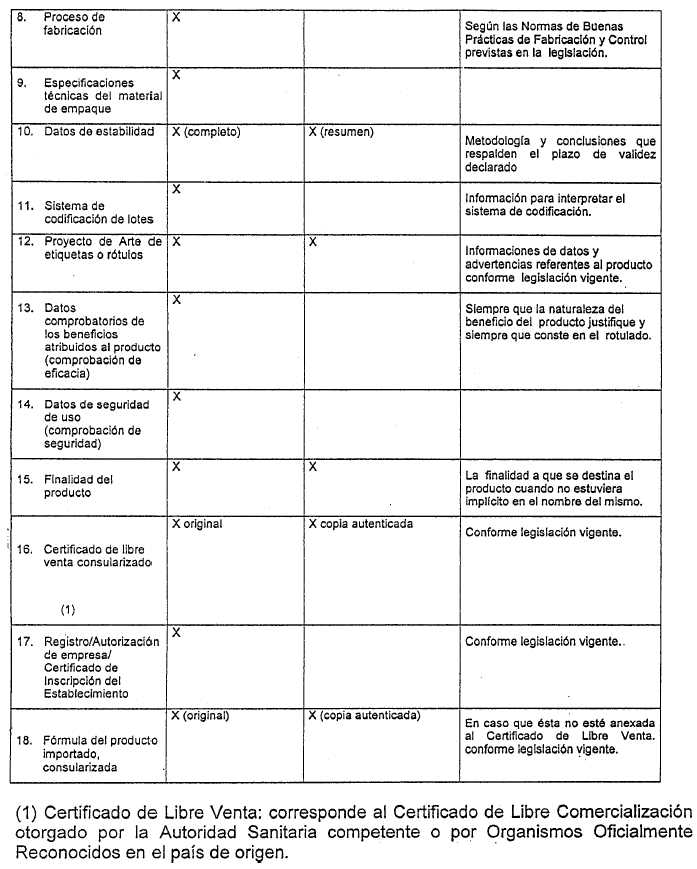 8. Proceso de fabricación X Según las Normas de Buenas
Prácticas de Fabricación y Control
previstas en la legislación.
9. Especificaciones X
técnicas del material
de empaque
10. Datos de estabilidad X (completo) X (resumen) Metodología y conclusiones que
respalden el plazo de validez
declarado
11. Sistema de X Información para interpretar el
codificación de lotes sistema de codificación.
12. Proyecto de Arte de X X Informaciones de datos y
etiquetas o rótulos advertencias referentes al producto
conforme legislación vigente.
13. Datos X Siempre que la naturaleza del
comprobatorios de beneficio del producto justifique y
los beneficios siempre que conste en el rotulado.
atribuidos al producto
(comprobación de
eficacia)
14. Datos de seguridad X
de uso
(comprobación de
seguridad)
15. Finalidad del X X La finalidad a que se destina el
producto producto cuando no estuviera
implícito en el nombre del mismo.
16. Certificado de libre X original X copia autenticada Conforme legislación vigente.
venta consularizado
(1)
17. Registro/Autorización X Conforme legislación vigente.
de empresa/
Certificado de
Inscripción del
Establecimiento
18. Fórmula del producto X (original) X (copia autenticada) En caso que ésta no esté anexada
importado, al Certificado de Libre Venta.
consularizada conforme legislación vigente.
(1) Certificado de Libre Venta: corresponde al Certificado de Libre Comercialización
otorgado por la Autoridad Sanitaria competente o por Organismos Oficialmente
Reconocidos en el país de origen.